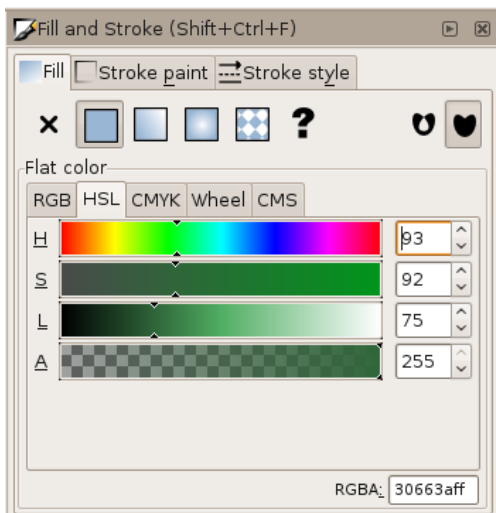 Fill and Stroke (Shift+Ctrl+F)
Fill Stroke paint Stroke style
?
Flat color
RGB HSL CMYK Wheel CMS
H 93
S 92
L 75
A 255
RGBA: 30663aff